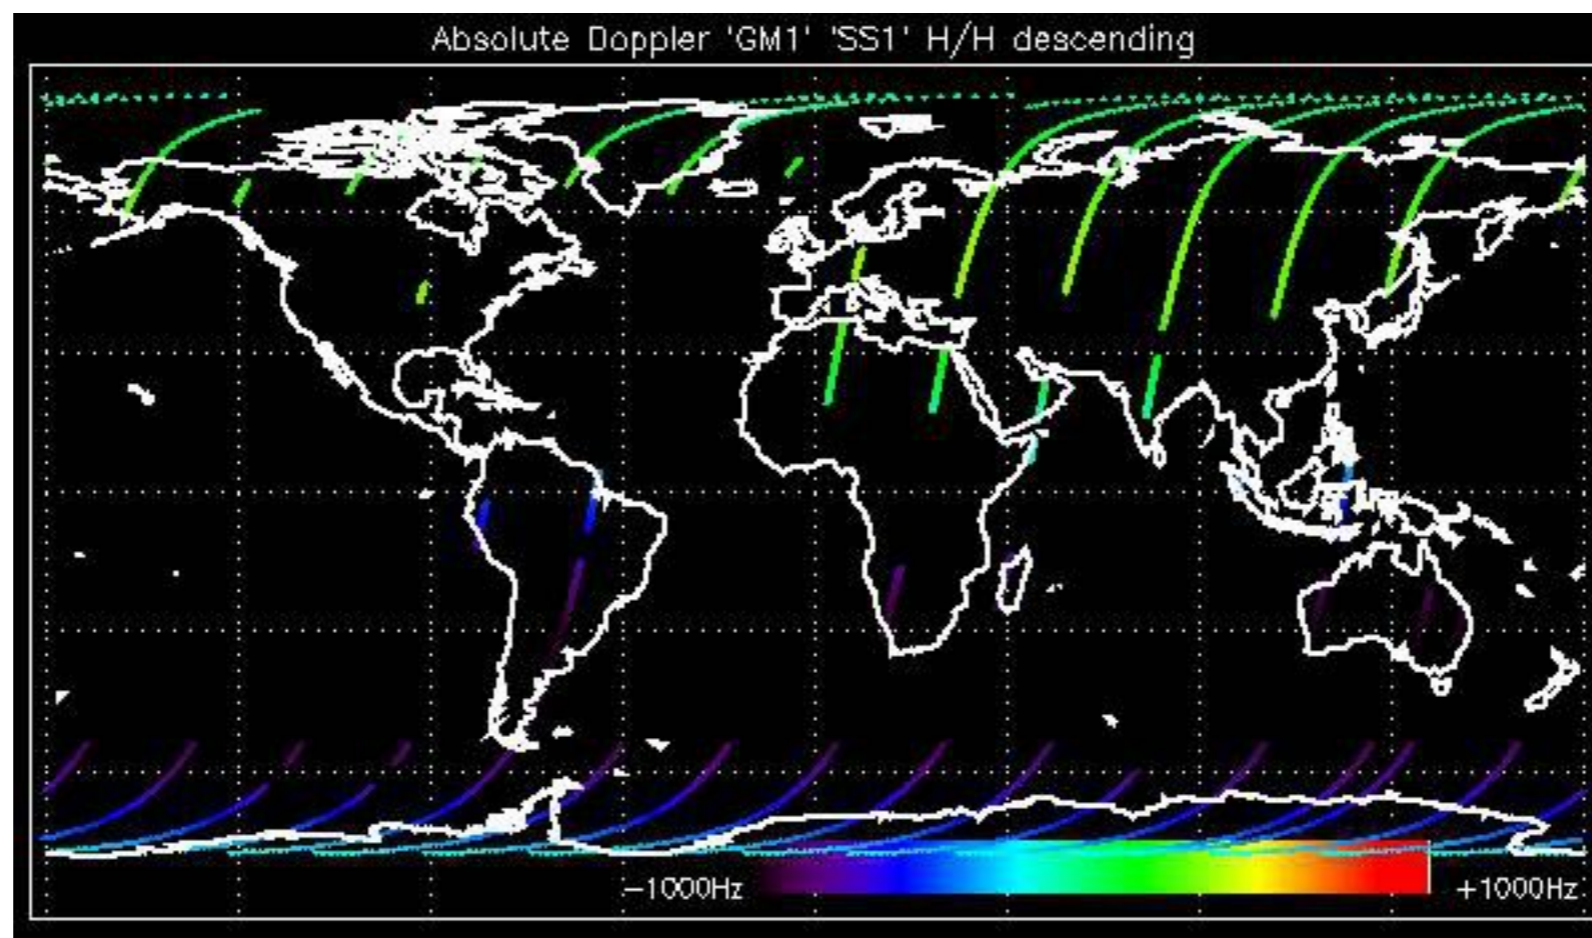 Absolute Doppler 'GM1' 'SS1' H/H descending
−1000Hz
+1000Hz